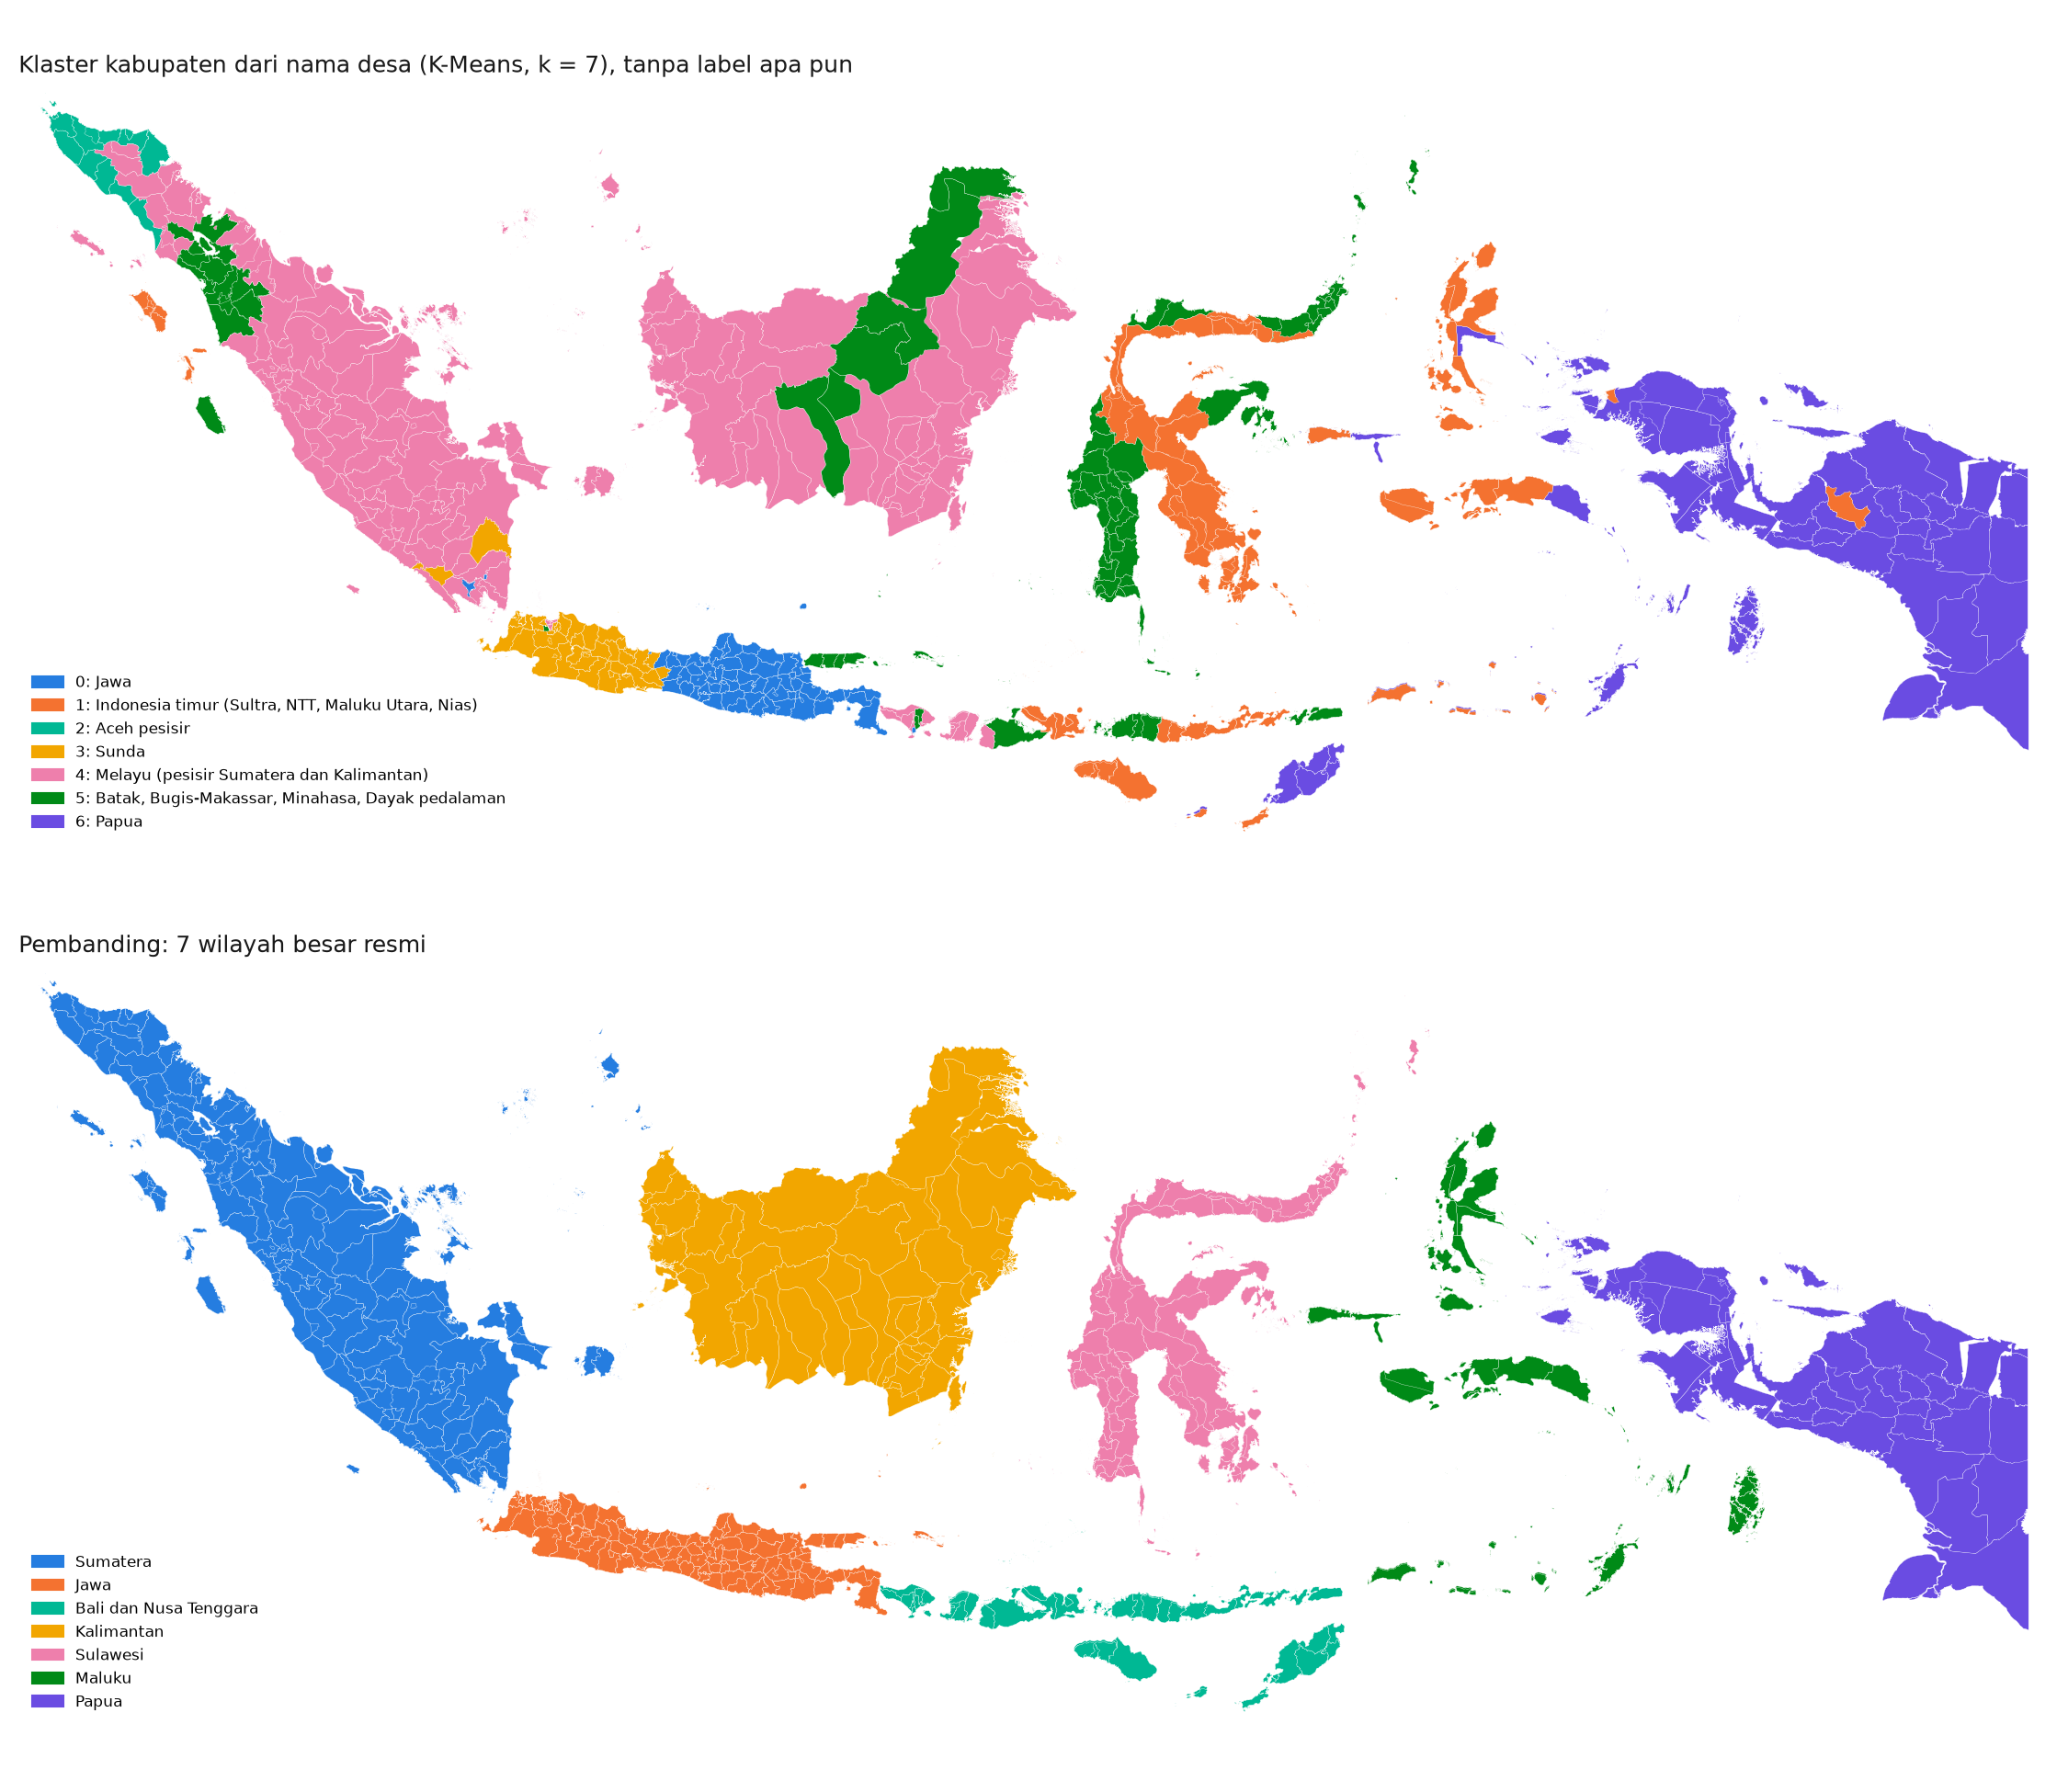 Klaster kabupaten dari nama desa (K-Means, k = 7), tanpa label apa pun
0: Jawa
1: Indonesia timur (Sultra, NTT, Maluku Utara, Nias)
2: Aceh pesisir
3: Sunda
4: Melayu (pesisir Sumatera dan Kalimantan)
5: Batak, Bugis-Makassar, Minahasa, Dayak pedalaman
6: Papua
Pembanding: 7 wilayah besar resmi
Sumatera
Jawa
Bali dan Nusa Tenggara
Kalimantan
Sulawesi
Maluku
Papua